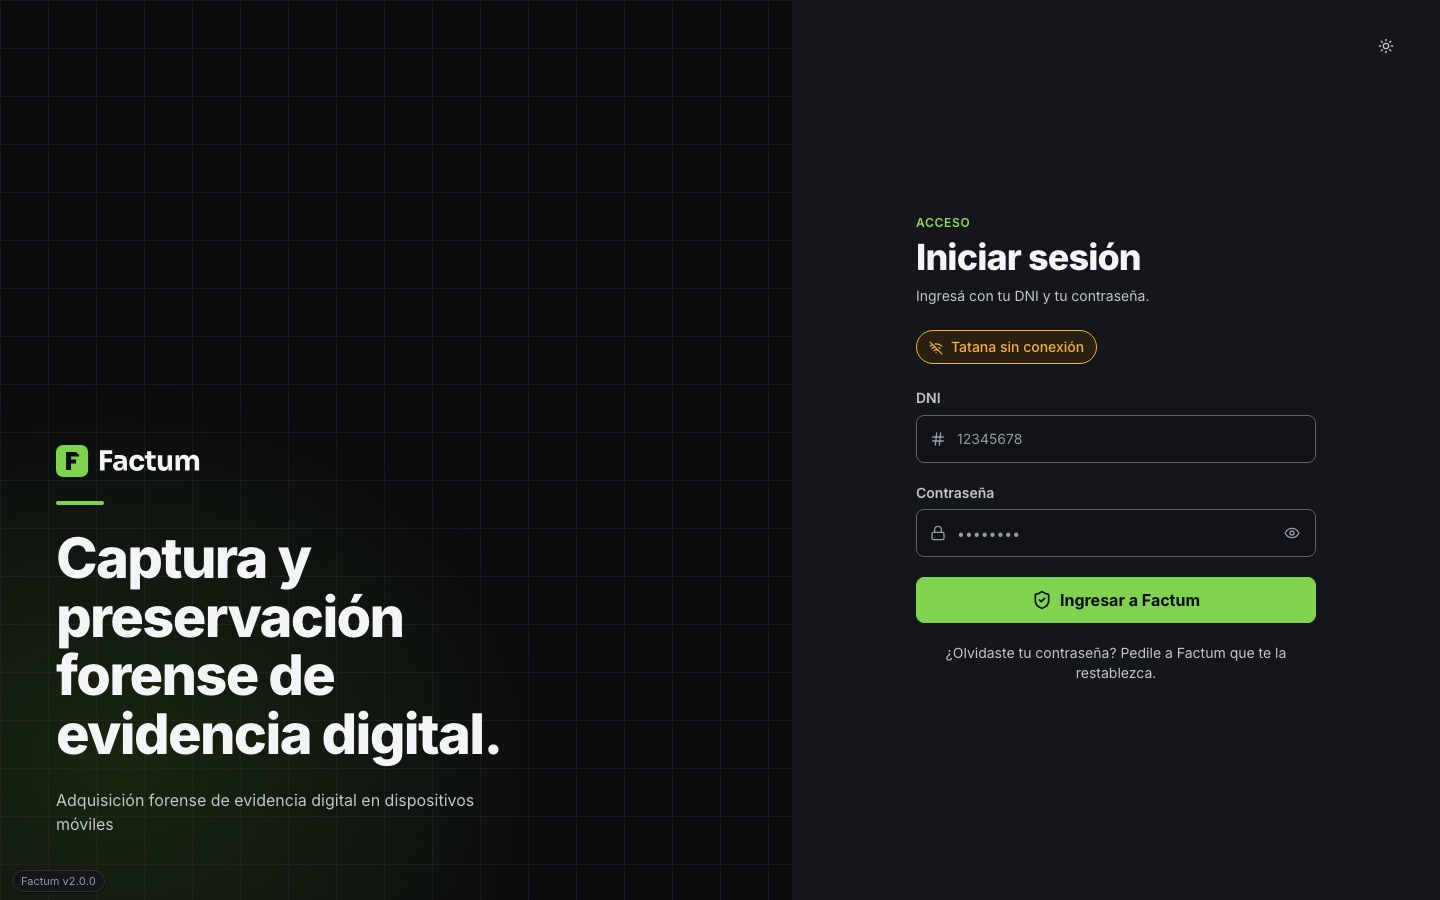 Factum
Captura y
preservación
forense de
evidencia digital.
Adquisición forense de evidencia digital en dispositivos
móviles
Factum v2.0.0
ACCESO
Iniciar sesión
Ingresá con tu DNI y tu contraseña.
Tatana sin conexión
DNI
12345678
Contraseña
••••••••
Ingresar a Factum
¿Olvidaste tu contraseña? Pedile a Factum que te la
restablezca.